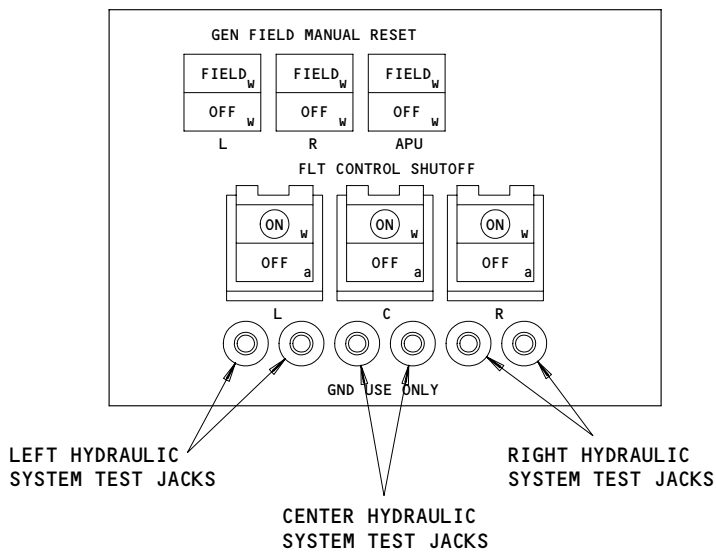 GEN FIELD MANUAL RESET
FIELD W FIELD W FIELD W
OFF W OFF W OFF W
L R APU
FLT CONTROL SHUTOFF
ON W ON W ON W
OFF a OFF a OFF a
L C R
GND USE ONLY
LEFT HYDRAULIC
SYSTEM TEST JACKS
RIGHT HYDRAULIC
SYSTEM TEST JACKS
CENTER HYDRAULIC
SYSTEM TEST JACKS